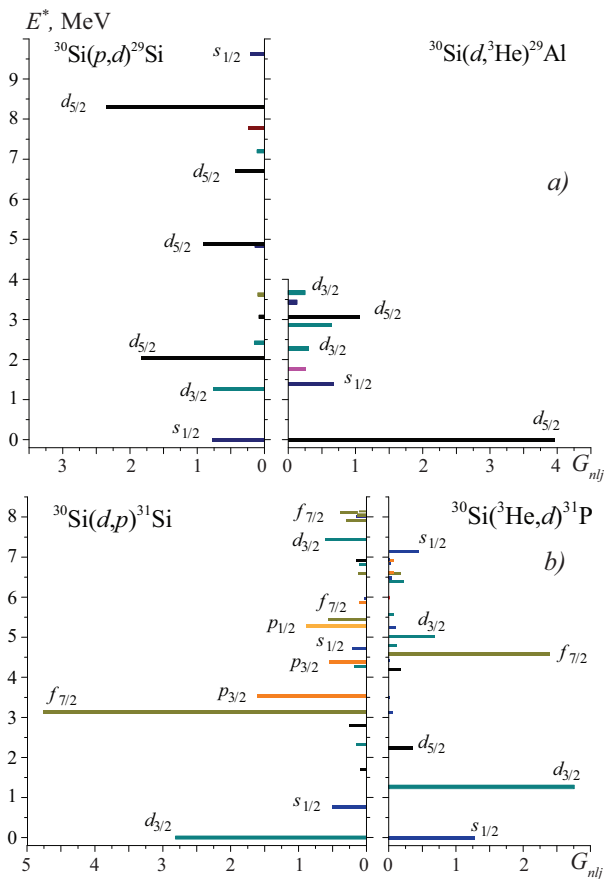 E*, MeV
³⁰Si(p,d)²⁹Si
³⁰Si(d,³He)²⁹Al
s₁/₂
9
d₅/₂
8
7
d₅/₂
a)
6
5
d₅/₂
4
d₃/₂
3
d₅/₂
d₅/₂
d₃/₂
2
d₃/₂
s₁/₂
1
s₁/₂
d₅/₂
0
3 2 1 0 0 1 2 3 4 Gₙₗⱼ
³⁰Si(d,p)³¹Si
³⁰Si(³He,d)³¹P
8
f₇/₂
d₃/₂
s₁/₂
7
b)
6
f₇/₂
p₁/₂
d₃/₂
5
s₁/₂
p₃/₂
f₇/₂
4
p₃/₂
f₇/₂
3
d₅/₂
2
d₃/₂
1
s₁/₂
d₃/₂
s₁/₂
0
5 4 3 2 1 0 0 1 2 Gₙₗⱼ